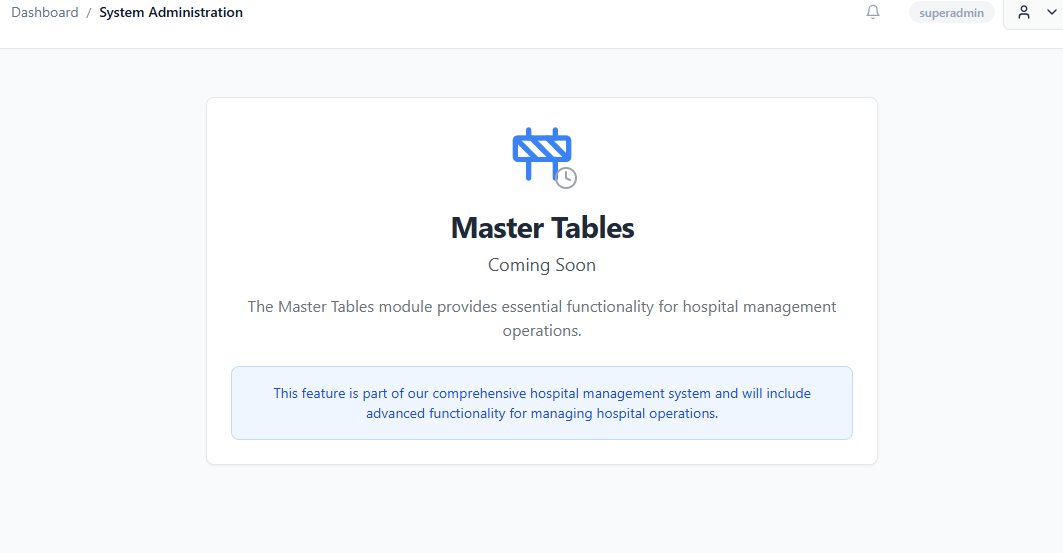 Dashboard / System Administration
superadmin
Master Tables
Coming Soon
The Master Tables module provides essential functionality for hospital management
operations.
This feature is part of our comprehensive hospital management system and will include
advanced functionality for managing hospital operations.